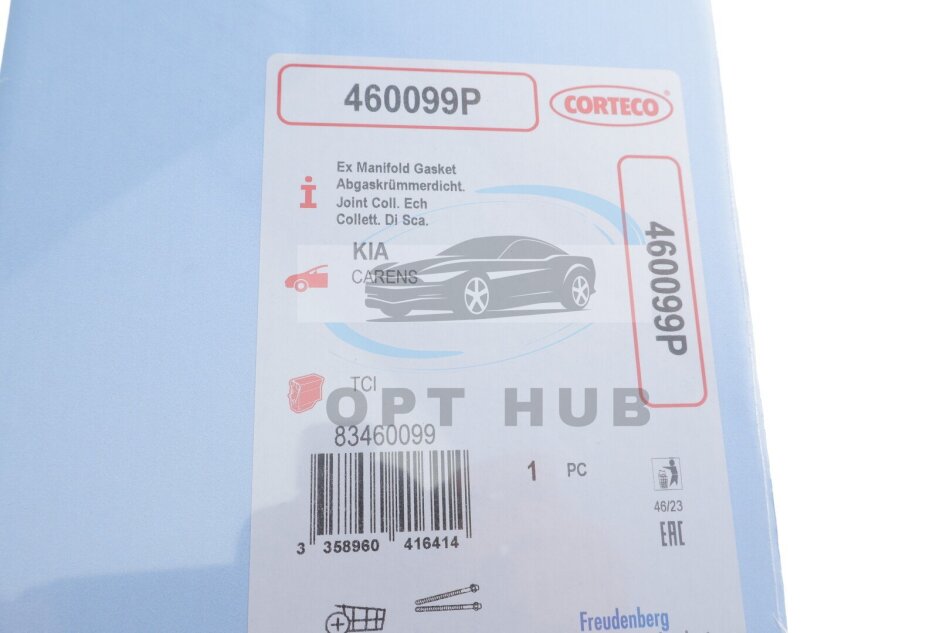 460099P
CORTECO
Ex Manifold Gasket
Abgaskrümmerdicht.
Joint Coll. Ech
Collett. Di Sca.
460099P
KIA
CARENS
TCI
OPT HUB
83460099
1 PC
46/23
EAC
3 358960 416414
Freudenberg